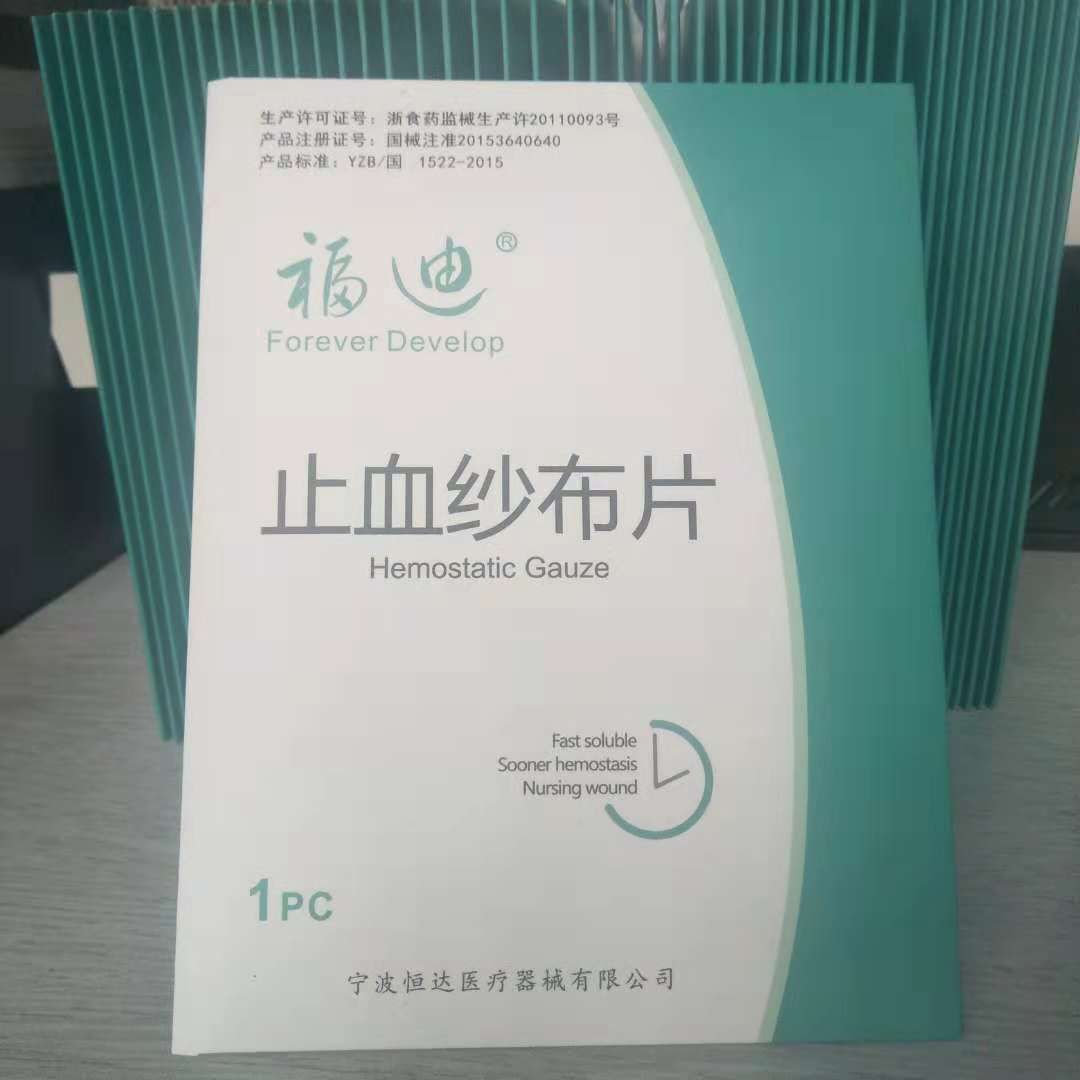 生产许可证号：浙食药监械生产许20110093号
产品注册证号：国械注准20153640640
产品标准：YZB/国 1522-2015
福迪®
Forever Develop
止血纱布片
Hemostatic Gauze
Fast soluble
Sooner hemostasis
Nursing wound
1PC
宁波恒达医疗器械有限公司